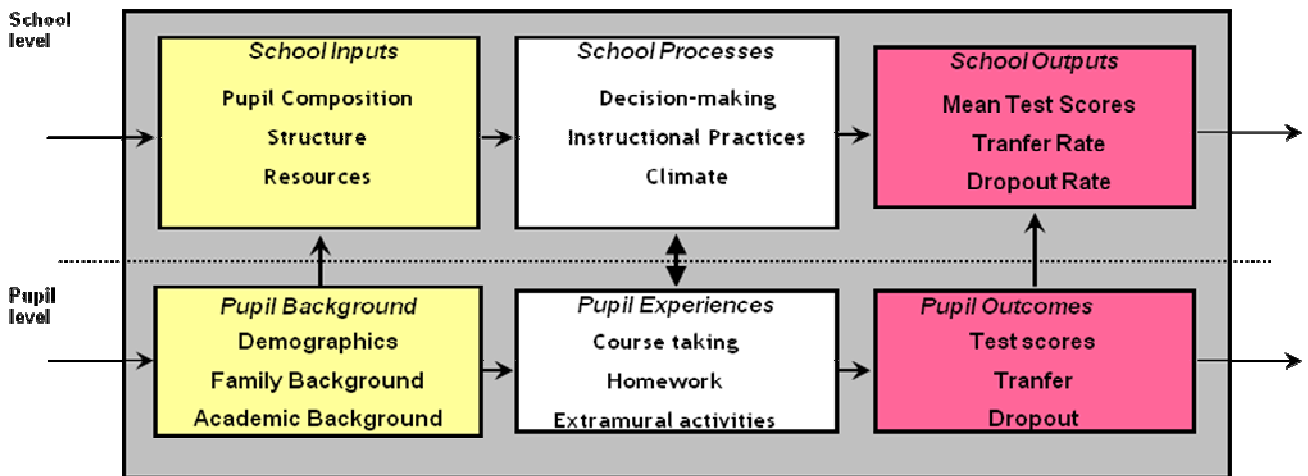 School
level
School Inputs
Pupil Composition
Structure
Resources
School Processes
Decision-making
Instructional Practices
Climate
School Outputs
Mean Test Scores
Tranfer Rate
Dropout Rate
Pupil
level
Pupil Background
Demographics
Family Background
Academic Background
Pupil Experiences
Course taking
Homework
Extramural activities
Pupil Outcomes
Test scores
Tranfer
Dropout